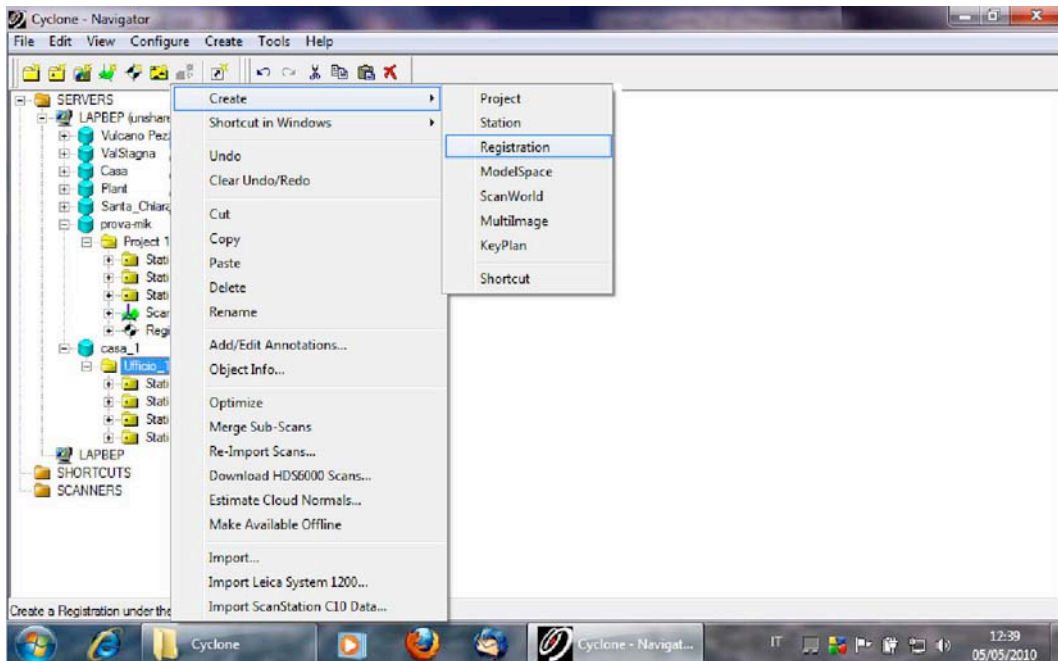 Cyclone - Navigator
File Edit View Configure Create Tools Help
SERVERS
LAPBEP (unshare
Vulcano Pez
ValStagna
Casa
Plant
Santa_Chiara
prova-mik
Project 1
Stati
Stati
Stati
Scar
Regi
casa_1
Ufficio_1
Stati
Stati
Stati
Stati
LAPBEP
SHORTCUTS
SCANNERS
Create
Shortcut in Windows
Undo
Clear Undo/Redo
Cut
Copy
Paste
Delete
Rename
Add/Edit Annotations...
Object Info...
Optimize
Merge Sub-Scans
Re-Import Scans...
Download HDS6000 Scans...
Estimate Cloud Normals...
Make Available Offline
Import...
Import Leica System 1200...
Import ScanStation C10 Data...
Project
Station
Registration
ModelSpace
ScanWorld
MultiImage
KeyPlan
Shortcut
Create a Registration under the
Cyclone
Cyclone - Navigat...
IT
12:39
05/05/2010